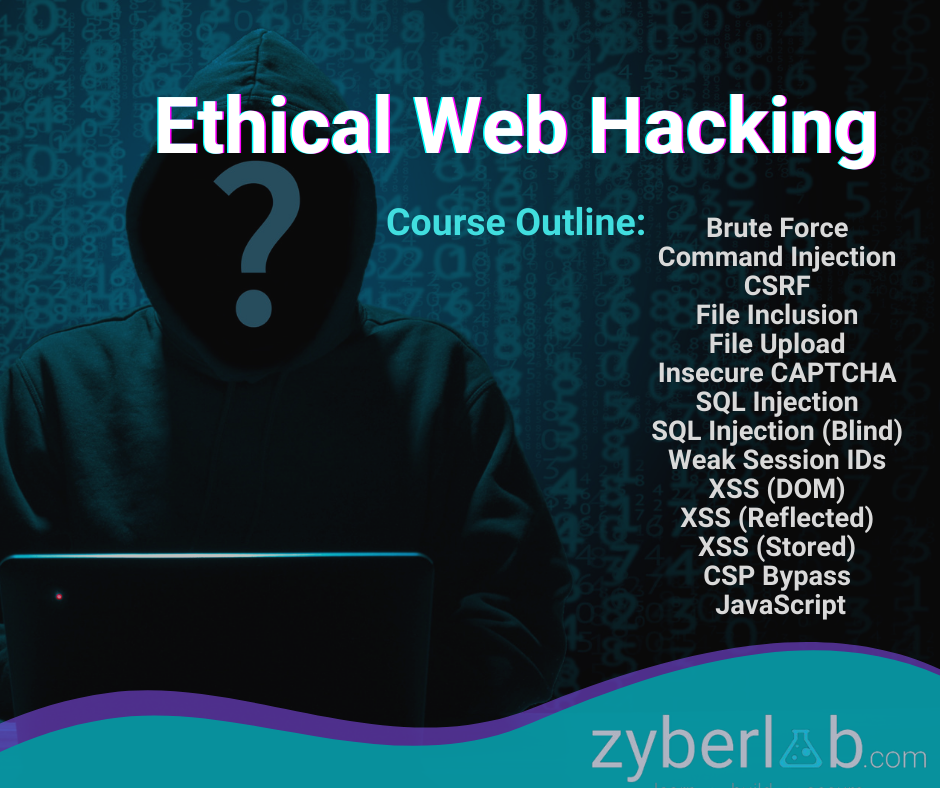 Ethical Web Hacking
?
Course Outline:
Brute Force
Command Injection
CSRF
File Inclusion
File Upload
Insecure CAPTCHA
SQL Injection
SQL Injection (Blind)
Weak Session IDs
XSS (DOM)
XSS (Reflected)
XSS (Stored)
CSP Bypass
JavaScript
zyberlab.com